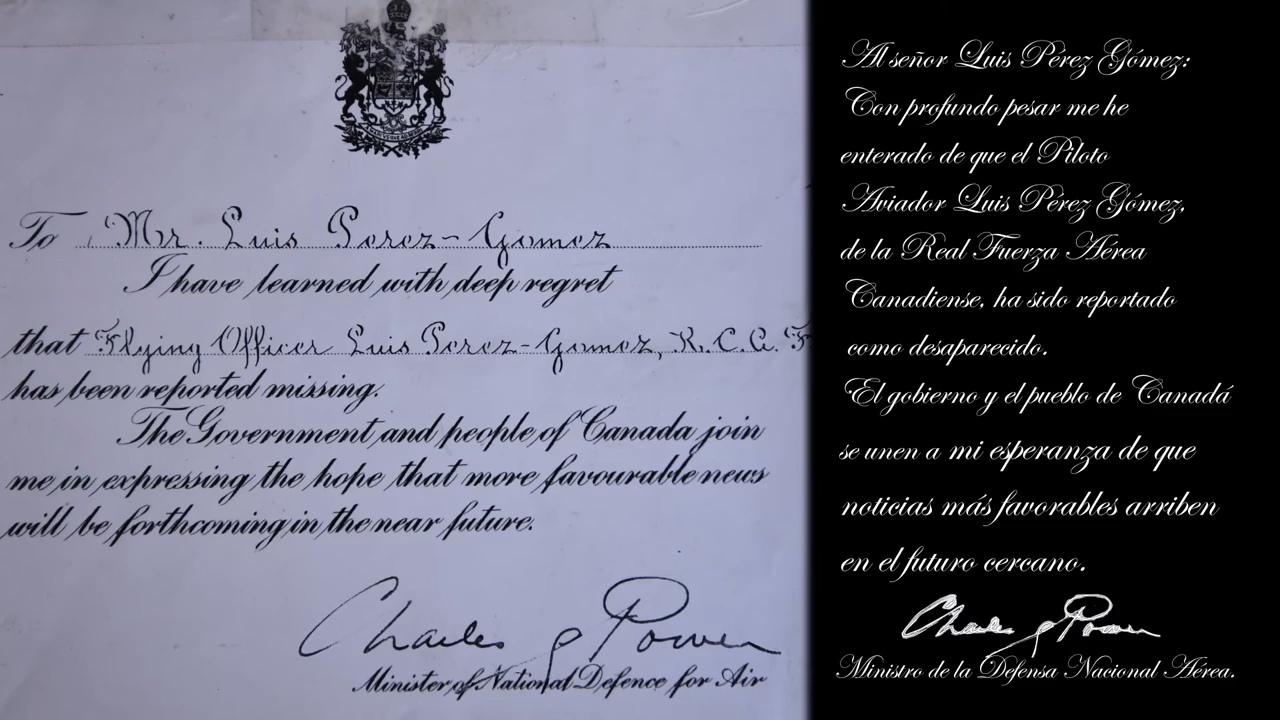 To Mr. Luis Perez-Gomez
I have learned with deep regret
that Flying Officer Luis Perez-Gomez, R.C.A.F
has been reported missing.
The Government and people of Canada join
me in expressing the hope that more favourable news
will be forthcoming in the near future.
Charles G Power
Minister of National Defence for Air
Al señor Luis Pérez Gómez:
Con profundo pesar me he
enterado de que el Piloto
Aviador Luis Pérez Gómez,
de la Real Fuerza Aérea
Canadiense, ha sido reportado
como desaparecido.
El gobierno y el pueblo de Canadá
se unen a mi esperanza de que
noticias más favorables arriben
en el futuro cercano.
Charles G Power
Ministro de la Defensa Nacional Aérea.